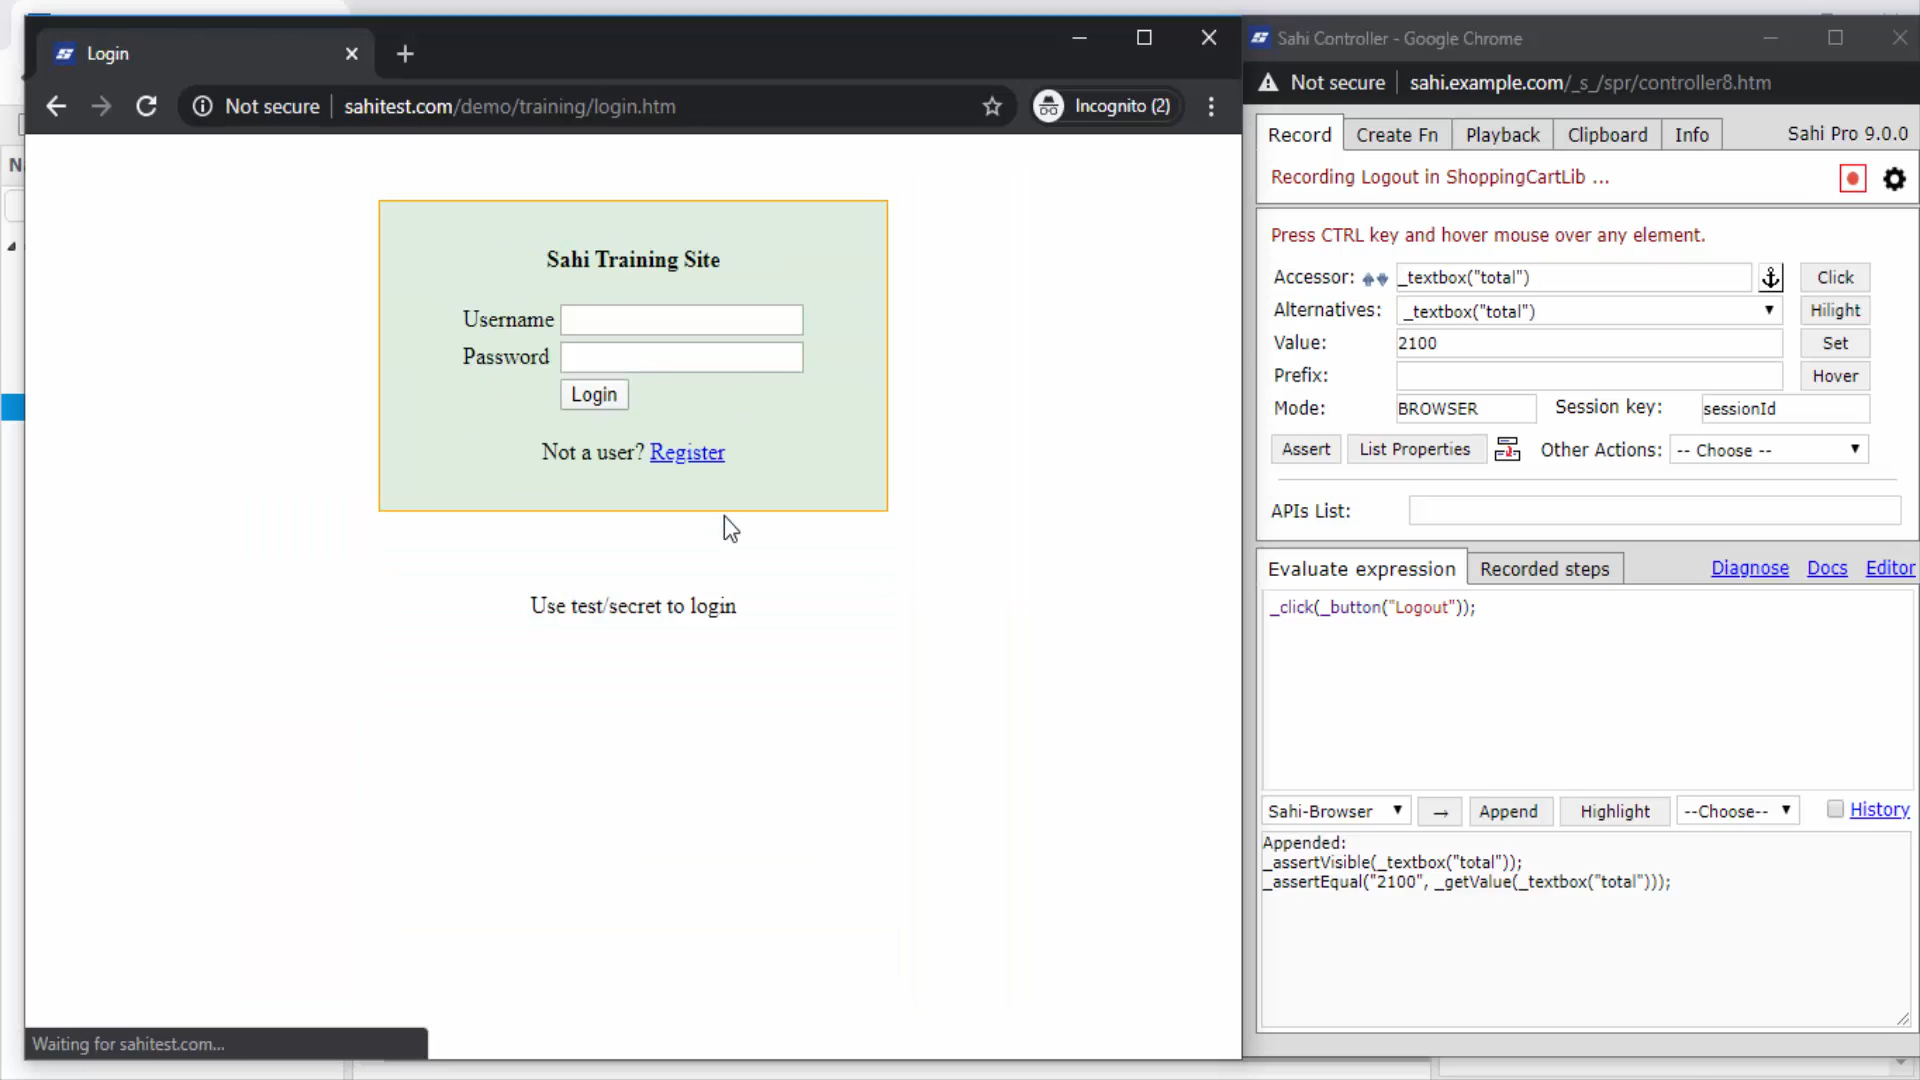 Login
Not secure
sahitest.com/demo/training/login.htm
Incognito (2)
Sahi Training Site
Username
Password
Login
Not a user? Register
Use test/secret to login
Waiting for sahitest.com...
Sahi Controller - Google Chrome
Not secure
sahi.example.com/_s_/spr/controller8.htm
Record
Create Fn
Playback
Clipboard
Info
Sahi Pro 9.0.0
Recording Logout in ShoppingCartLib ...
Press CTRL key and hover mouse over any element.
Accessor:
_textbox("total")
Click
Alternatives:
_textbox("total")
Hilight
Value:
2100
Set
Prefix:
Hover
Mode:
BROWSER
Session key:
sessionId
Assert
List Properties
Other Actions:
-- Choose --
APIs List:
Evaluate expression
Recorded steps
Diagnose
Docs
Editor
_click(_button("Logout"));
Sahi-Browser
→
Append
Highlight
--Choose--
History
Appended:
_assertVisible(_textbox("total"));
_assertEqual("2100", _getValue(_textbox("total")));